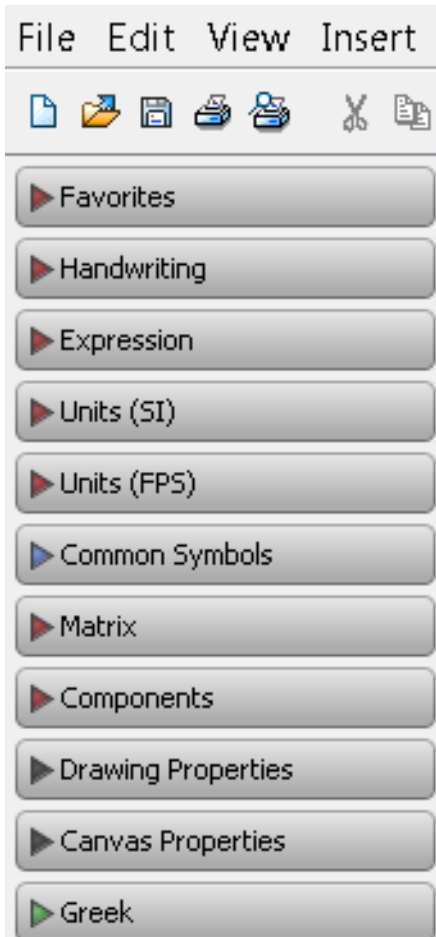 File Edit View Insert
Favorites
Handwriting
Expression
Units (SI)
Units (FPS)
Common Symbols
Matrix
Components
Drawing Properties
Canvas Properties
Greek